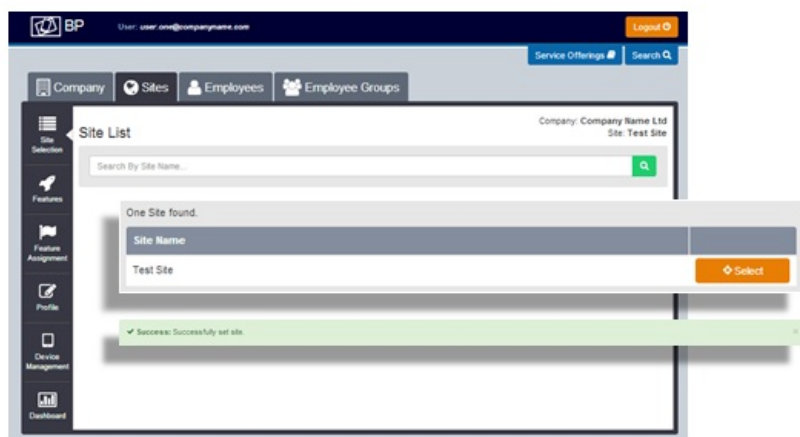 BP
User: user.one@companyname.com
Logout
Service Offerings
Search
Company
Sites
Employees
Employee Groups
Site Selection
Features
Feature Assignment
Profile
Device Management
Dashboard
Site List
Company: Company Name Ltd
Site: Test Site
Search By Site Name...
One Site found.
Site Name
Test Site
Select
Success: Successfully set site.